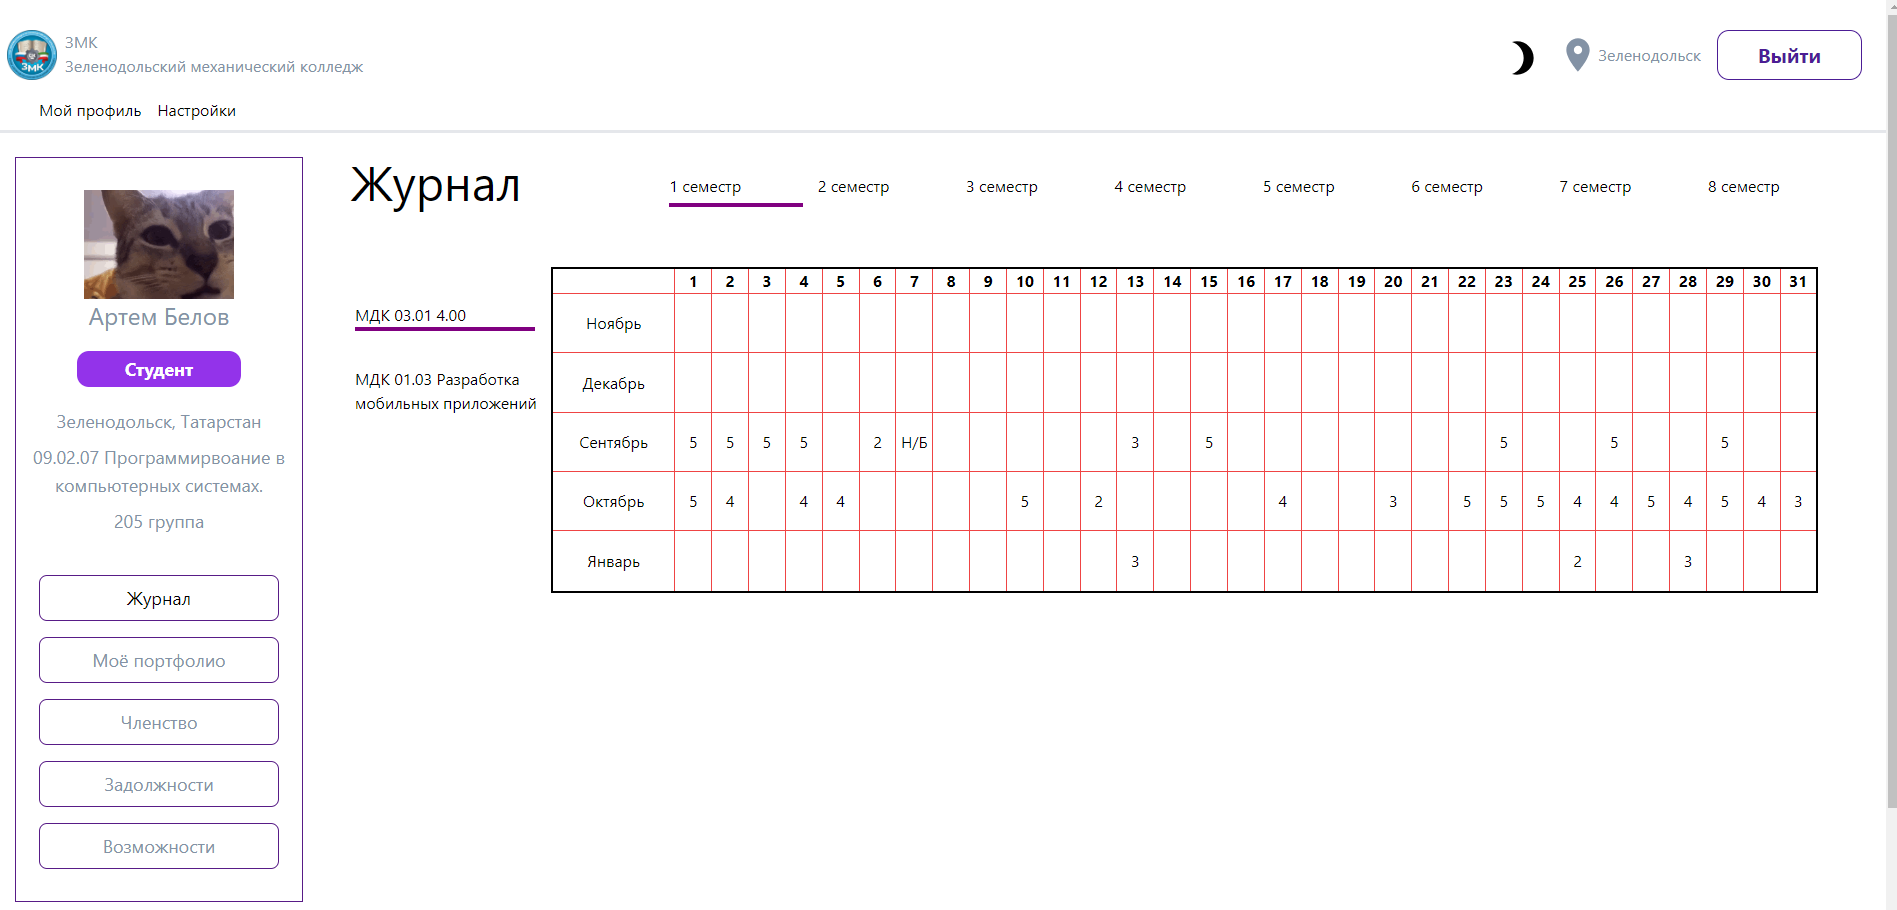 ЗМК
Зеленодольский механический колледж
Зеленодольск
Выйти
Мой профиль Настройки
Артем Белов
Студент
Зеленодольск, Татарстан
09.02.07 Программирвоание в
компьютерных системах.
205 группа
Журнал
Моё портфолио
Членство
Задолжности
Возможности
Журнал
1 семестр 2 семестр 3 семестр 4 семестр 5 семестр 6 семестр 7 семестр 8 семестр
МДК 03.01 4.00
МДК 01.03 Разработка
мобильных приложений
1 2 3 4 5 6 7 8 9 10 11 12 13 14 15 16 17 18 19 20 21 22 23 24 25 26 27 28 29 30 31
Ноябрь
Декабрь
Сентябрь 5 5 5 5 2 Н/Б 3 5 5 5 5
Октябрь 5 4 4 4 5 2 4 3 5 5 5 4 4 5 4 5 4 3
Январь 3 2 3